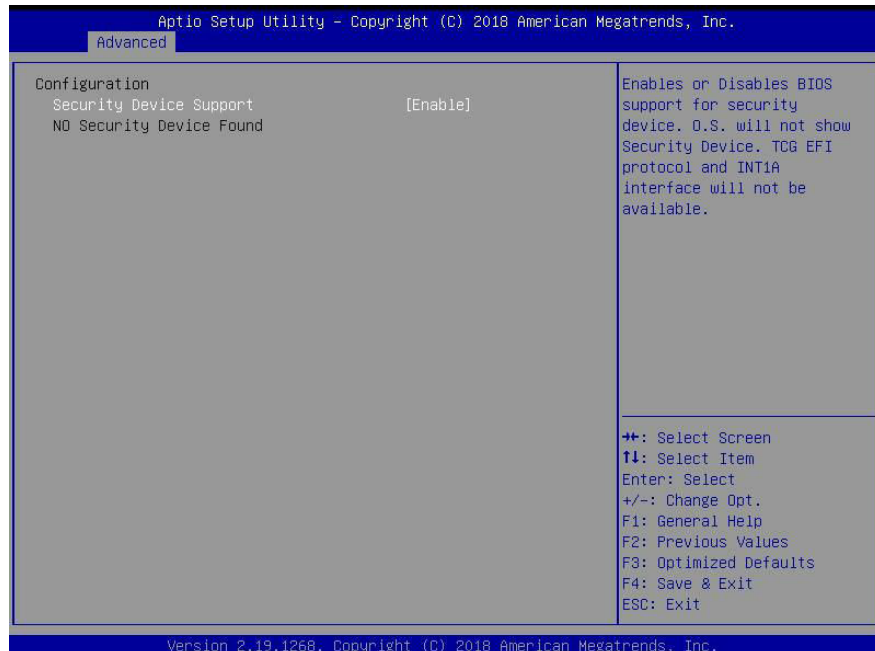 Aptio Setup Utility – Copyright (C) 2018 American Megatrends, Inc.
Advanced
Configuration
Security Device Support [Enable]
NO Security Device Found
Enables or Disables BIOS
support for security
device. O.S. will not show
Security Device. TCG EFI
protocol and INT1A
interface will not be
available.
→←: Select Screen
↑↓: Select Item
Enter: Select
+/-: Change Opt.
F1: General Help
F2: Previous Values
F3: Optimized Defaults
F4: Save & Exit
ESC: Exit
Version 2.19.1268. Copyright (C) 2018 American Megatrends, Inc.